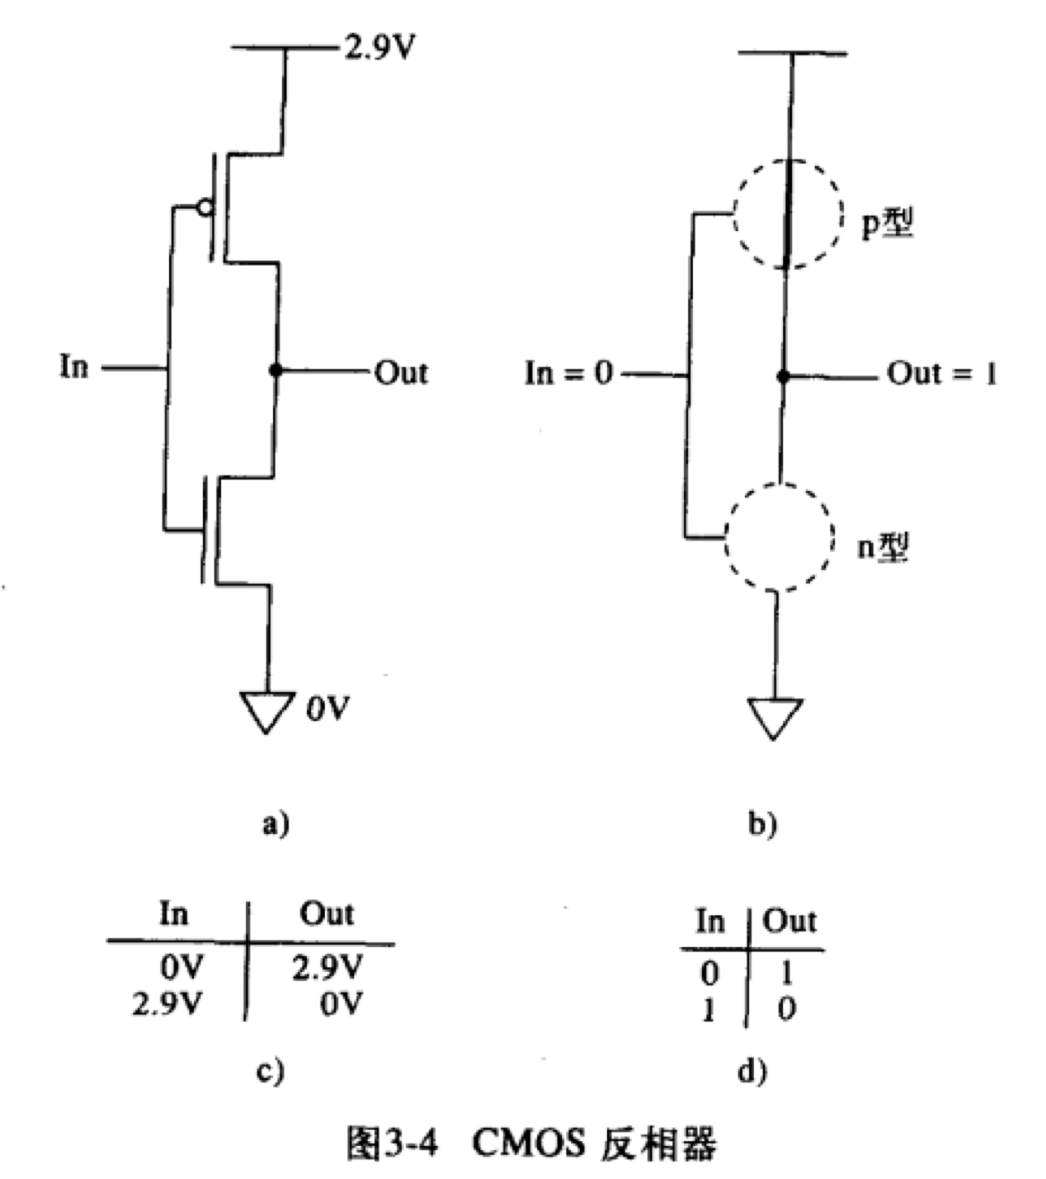 2.9V
In
Out
0V
a)
p型
In = 0
Out = 1
n型
b)
In Out
0V 2.9V
2.9V 0V
c)
In Out
0 1
1 0
d)
图3-4 CMOS 反相器